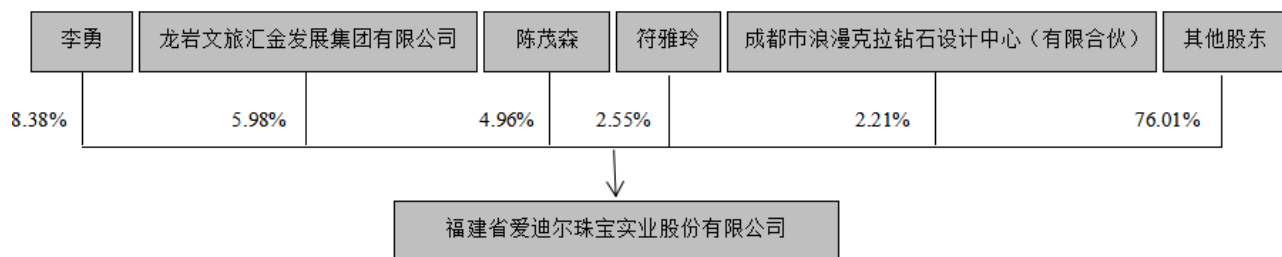 李勇
龙岩文旅汇金发展集团有限公司
陈茂森
符雅玲
成都市浪漫克拉钻石设计中心（有限合伙）
其他股东
8.38%
5.98%
4.96%
2.55%
2.21%
76.01%
福建省爱迪尔珠宝实业股份有限公司